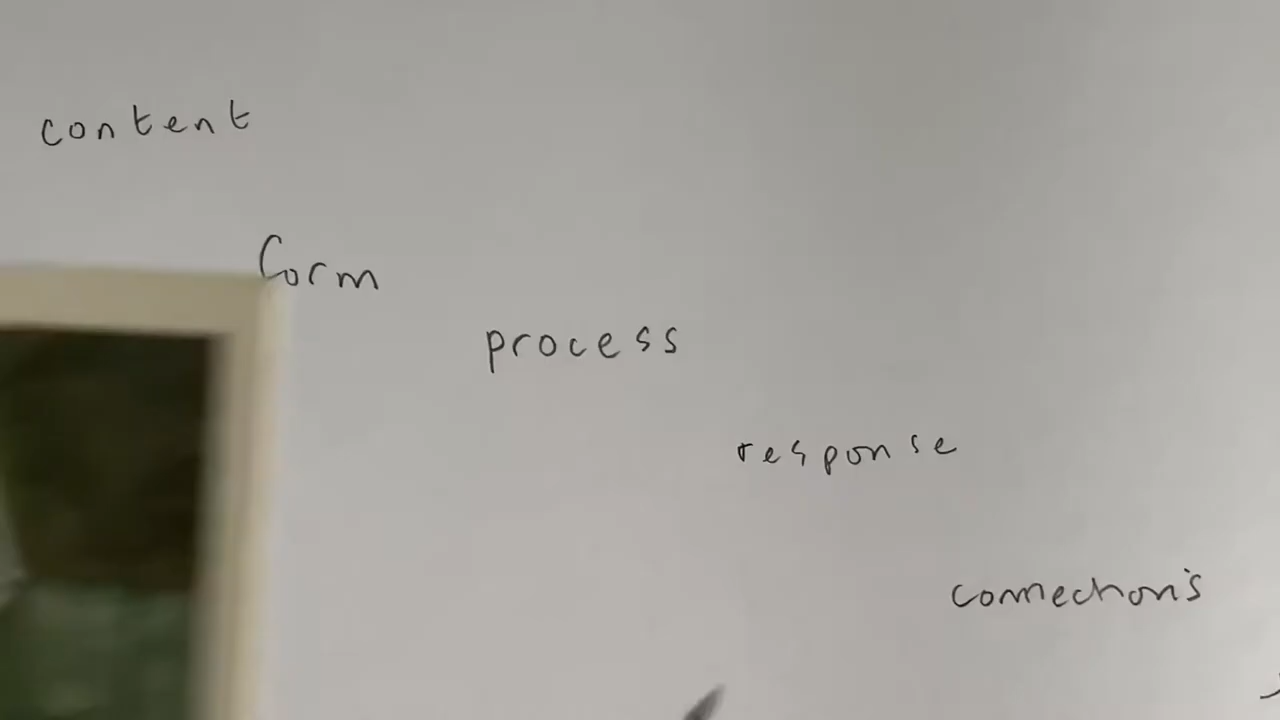 content
form
process
response
connections